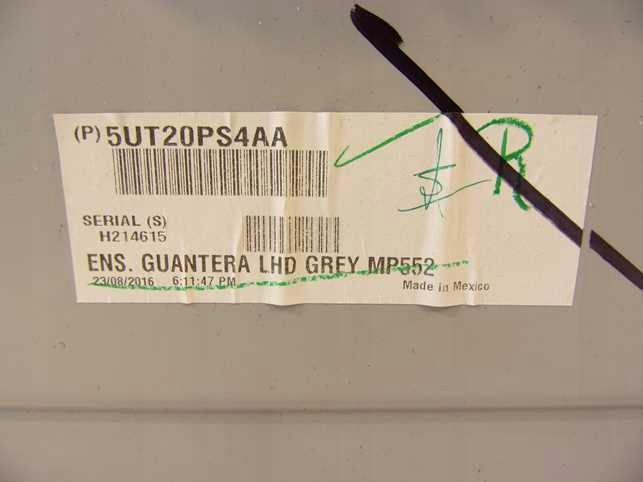 (P) 5UT20PS4AA
SERIAL (S)
H214615
ENS. GUANTERA LHD GREY MP552
23/08/2016 6:11:47 PM
Made in Mexico
R